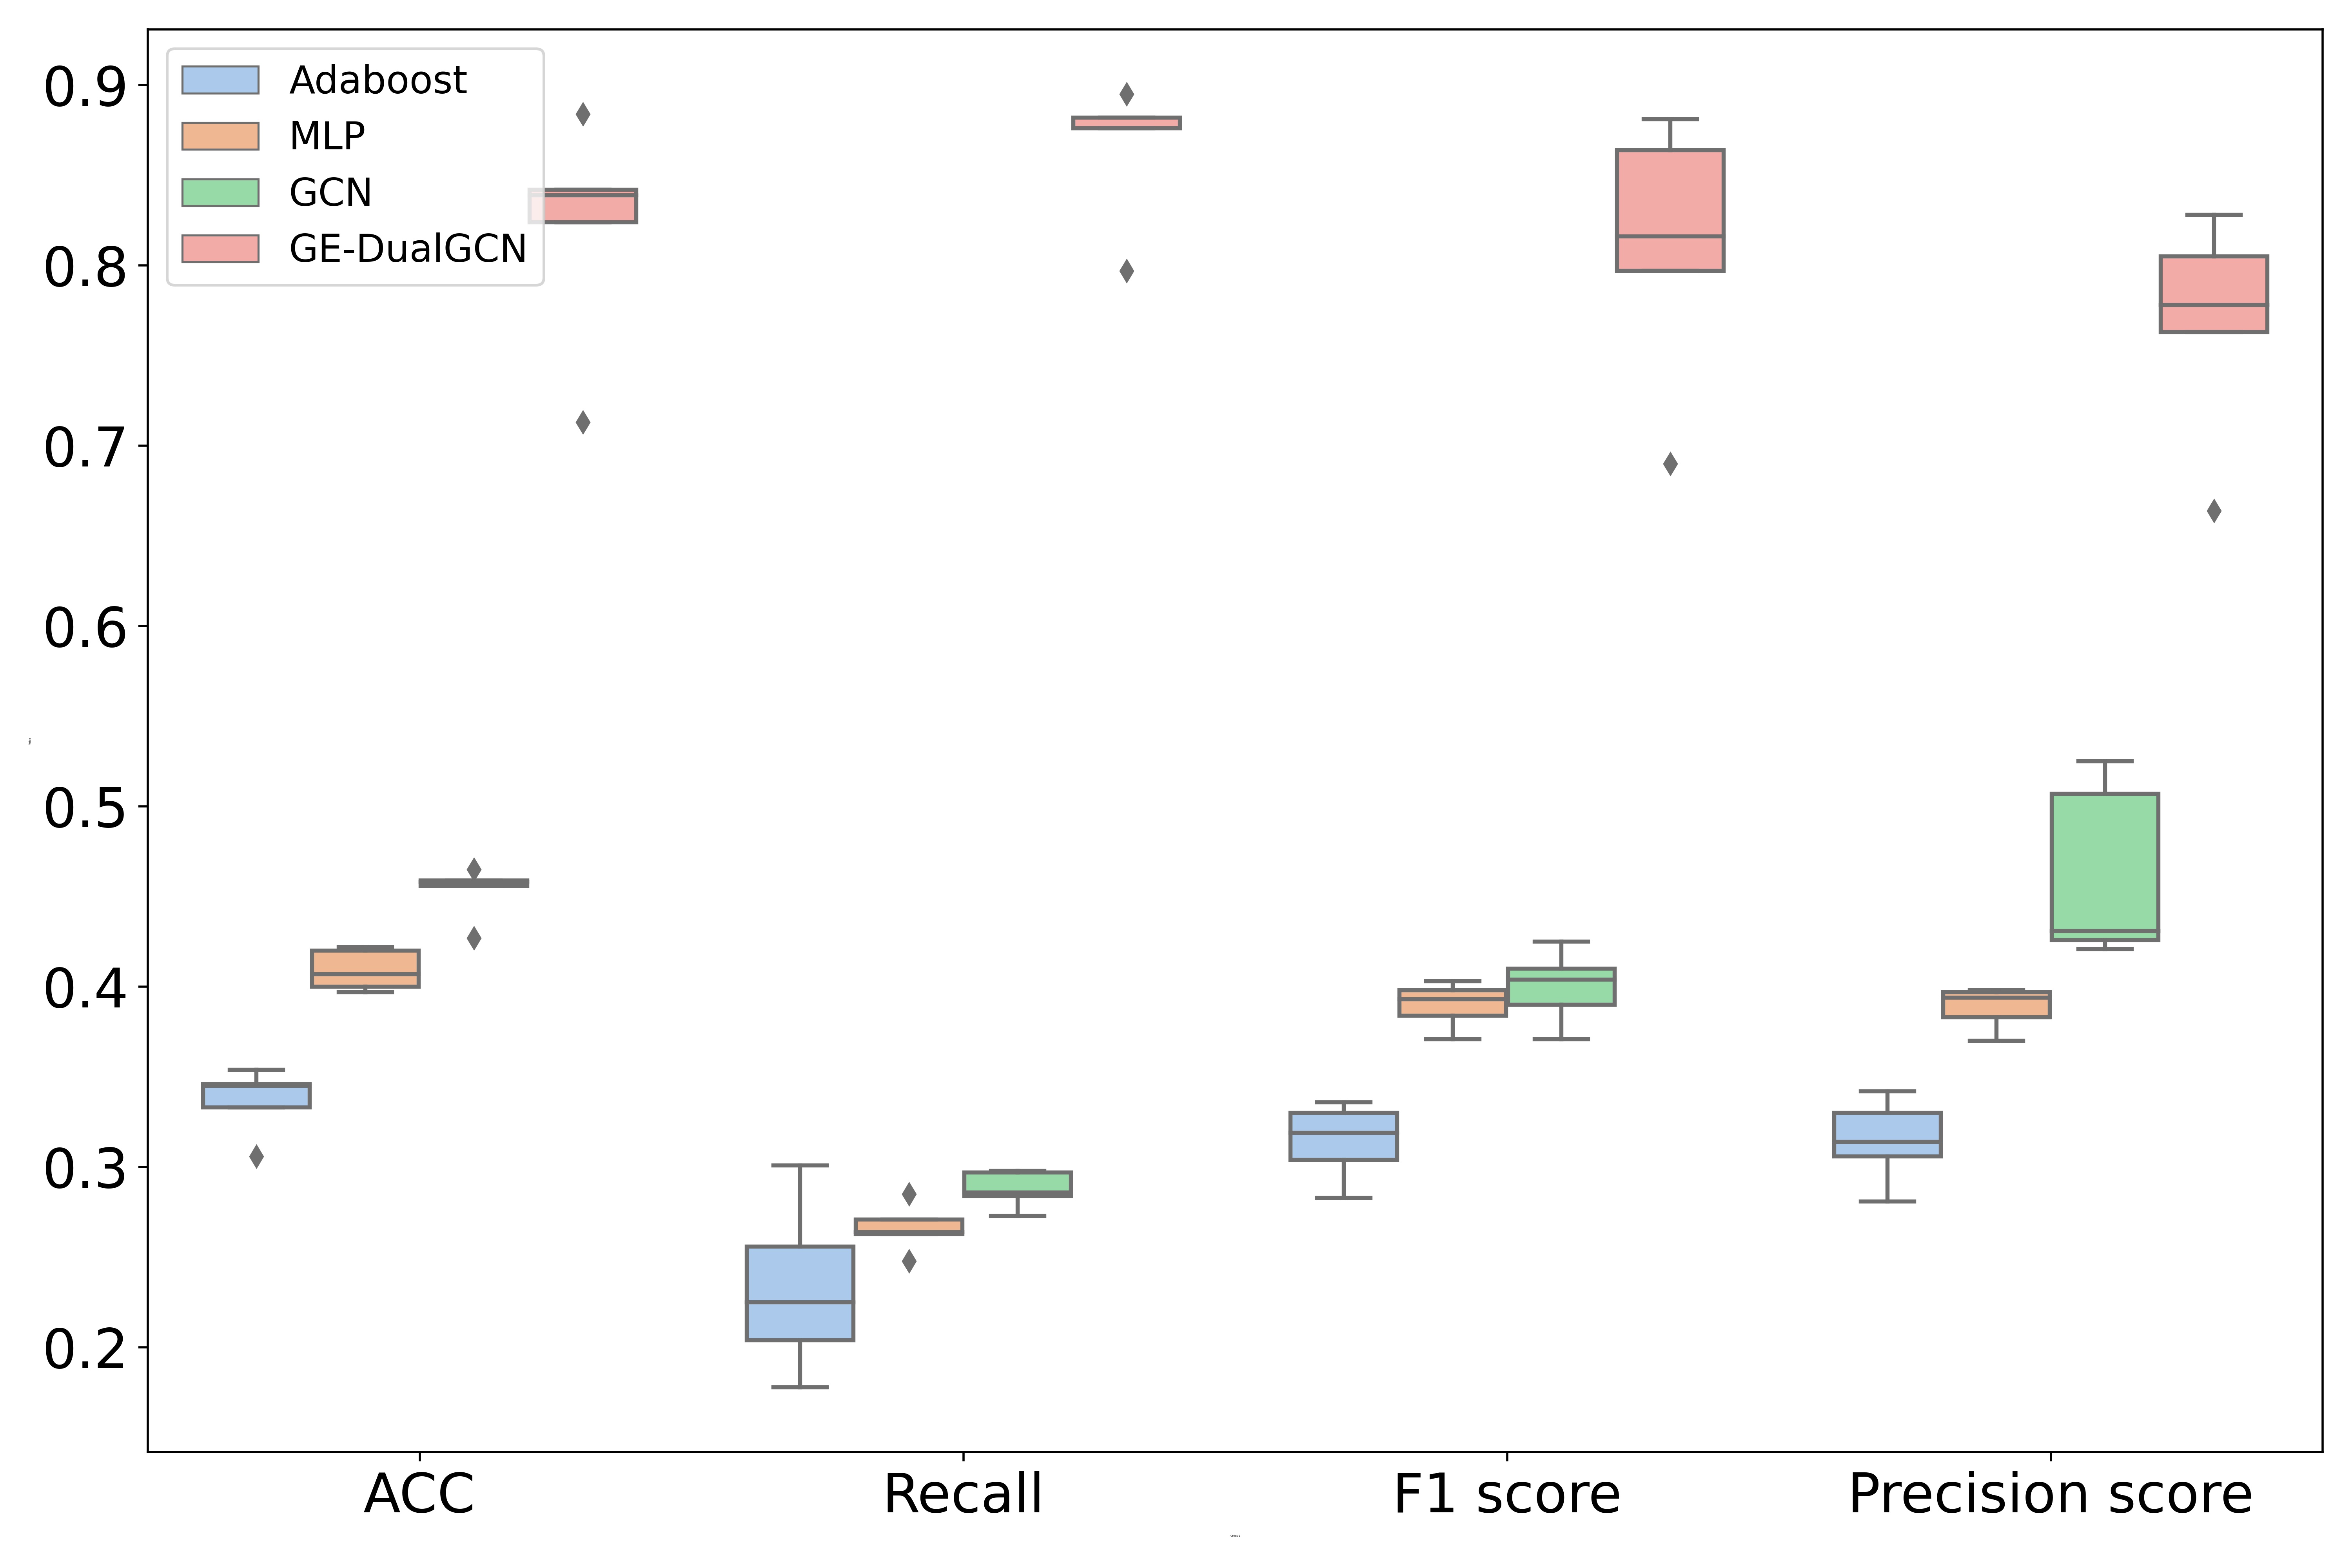 0.9
0.8
0.7
0.6
0.5
0.4
0.3
0.2
Adaboost
MLP
GCN
GE-DualGCN
ACC
Recall
F1 score
Precision score